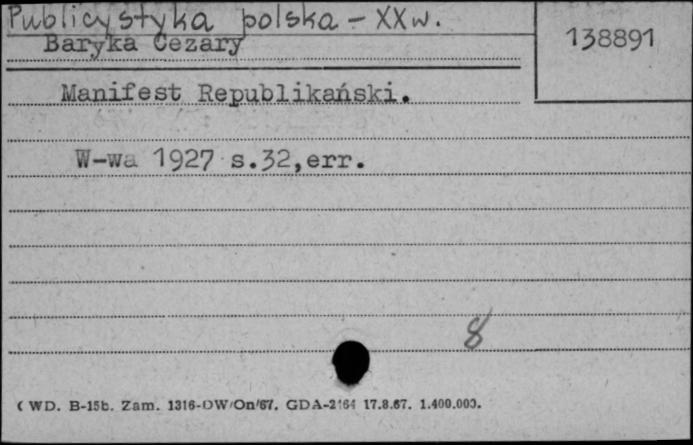 Publicystyka polska - XX w.
138891
Baryka Cezary
Manifest Republikański.
W-wa 1927 s.32,err.
8
( WD. B-15b. Zam. 1316-DW/On/67. GDA-2164 17.8.67. 1.400.000.